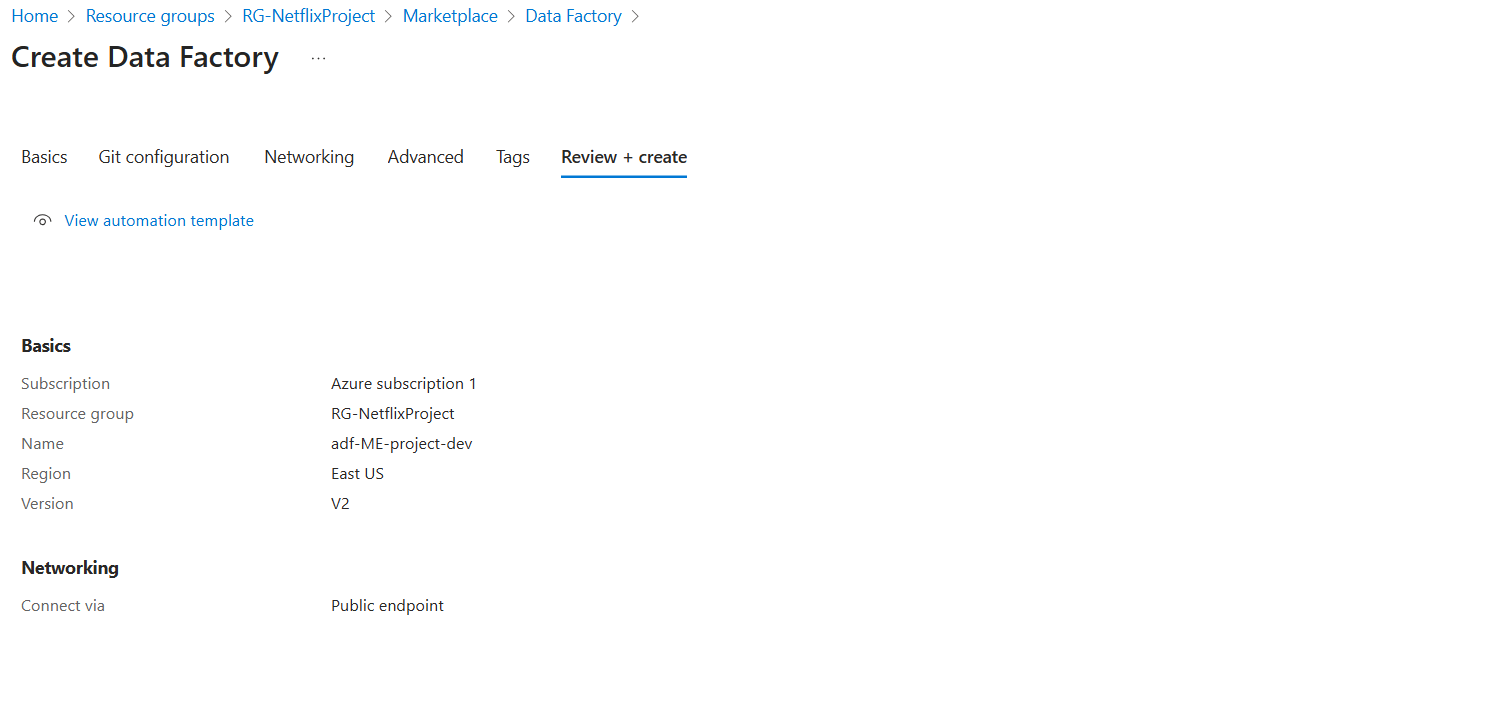 Home > Resource groups > RG-NetflixProject > Marketplace > Data Factory >
Create Data Factory ...
Basics Git configuration Networking Advanced Tags Review + create
View automation template
Basics
Subscription Azure subscription 1
Resource group RG-NetflixProject
Name adf-ME-project-dev
Region East US
Version V2
Networking
Connect via Public endpoint